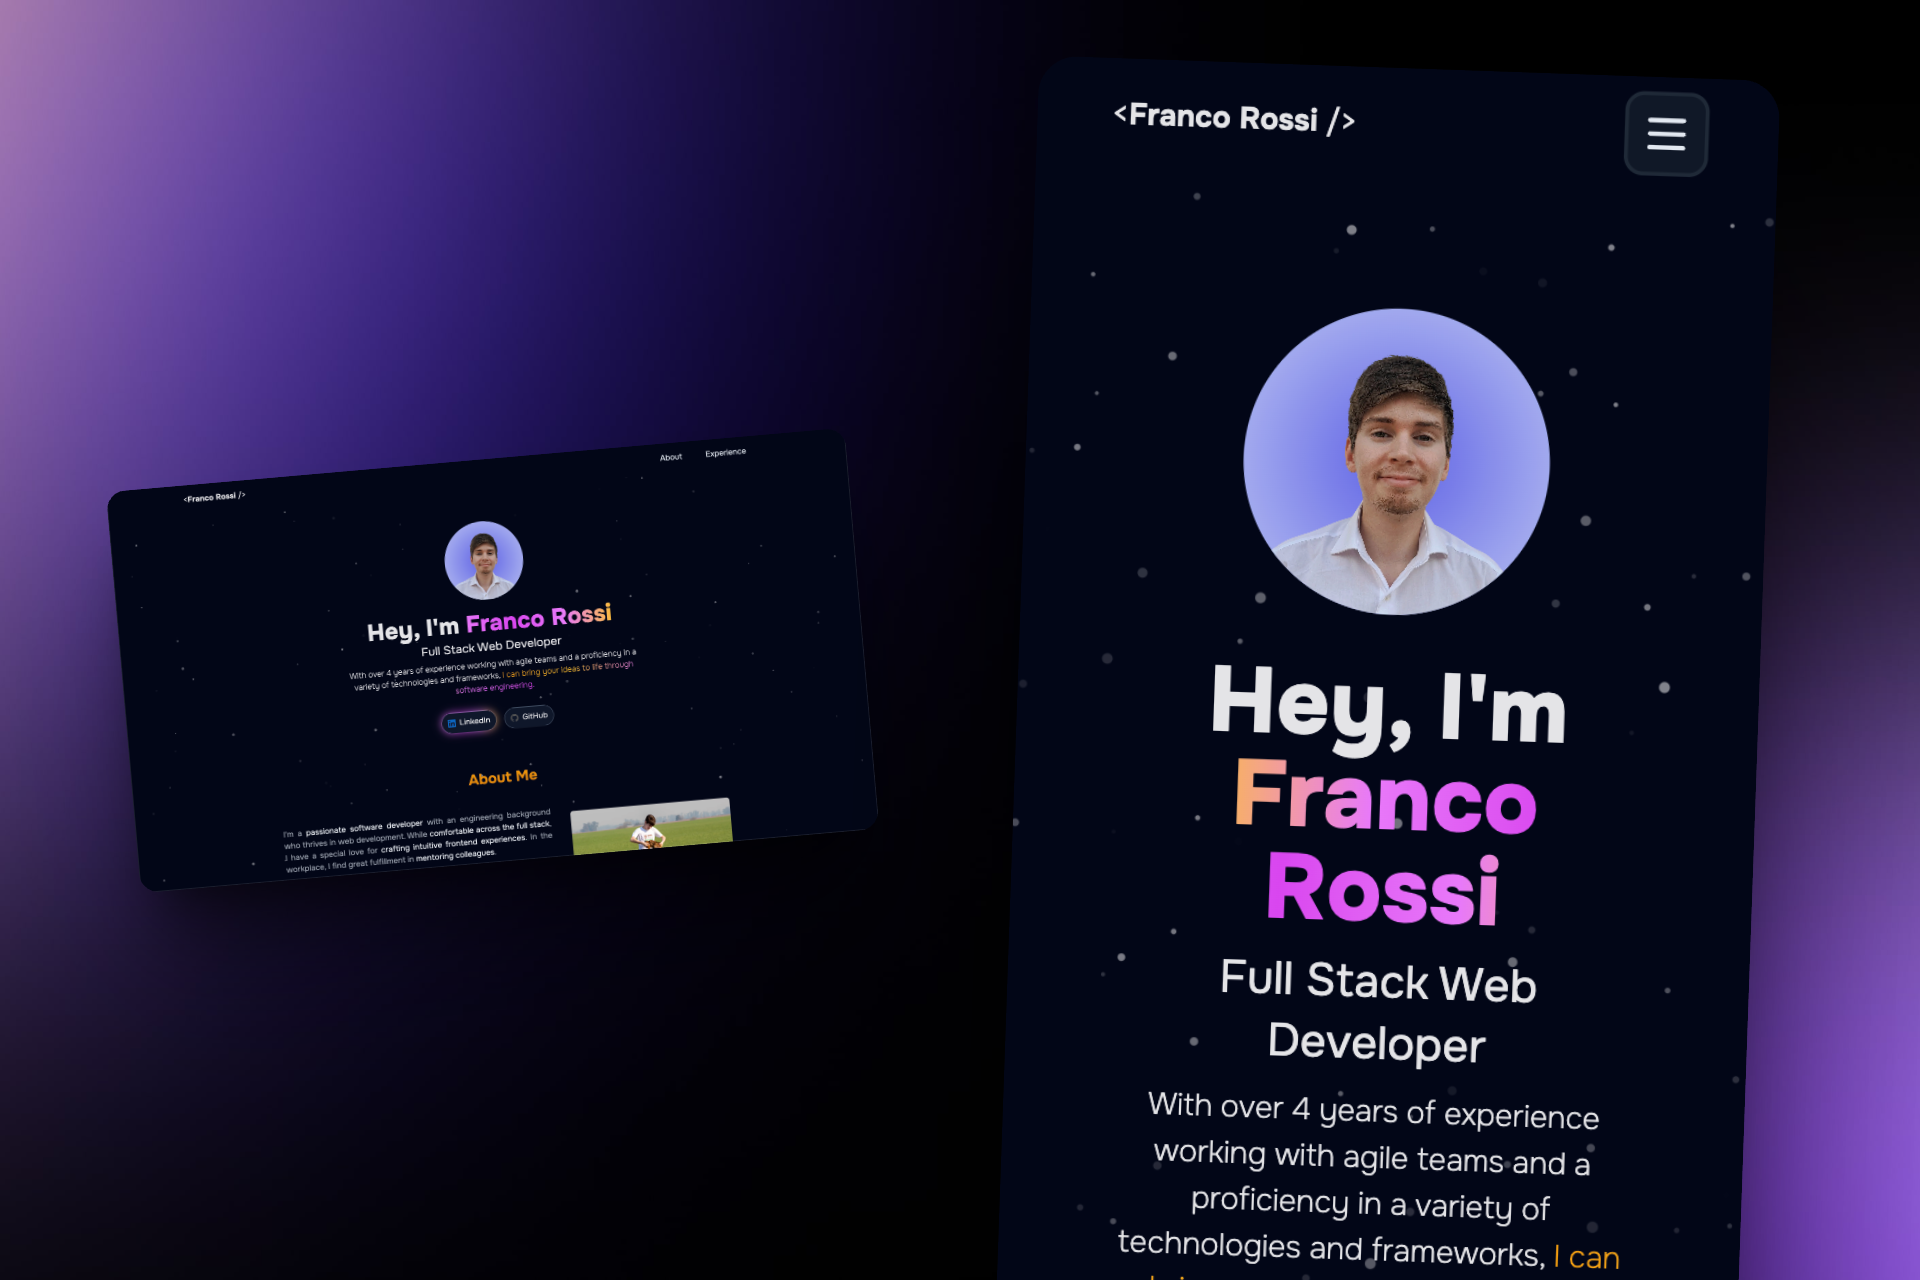 <Franco Rossi />
About Experience
Hey, I'm Franco Rossi
Full Stack Web Developer
With over 4 years of experience working with agile teams and a proficiency in a
variety of technologies and frameworks, I can bring your ideas to life through
software engineering.
LinkedIn GitHub
About Me
I'm a passionate software developer with an engineering background
who thrives in web development. While comfortable across the full stack,
I have a special love for crafting intuitive frontend experiences. In the
workplace, I find great fulfillment in mentoring colleagues.
<Franco Rossi />
Hey, I'm
Franco
Rossi
Full Stack Web
Developer
With over 4 years of experience
working with agile teams and a
proficiency in a variety of
technologies and frameworks, I can